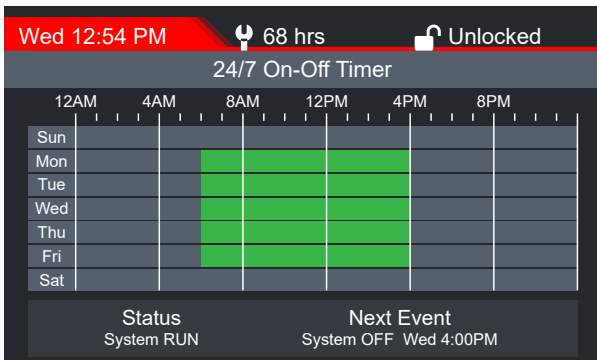 Wed 12:54 PM 68 hrs Unlocked
24/7 On-Off Timer
12AM 4AM 8AM 12PM 4PM 8PM
Sun
Mon
Tue
Wed
Thu
Fri
Sat
Status Next Event
System RUN System OFF Wed 4:00PM